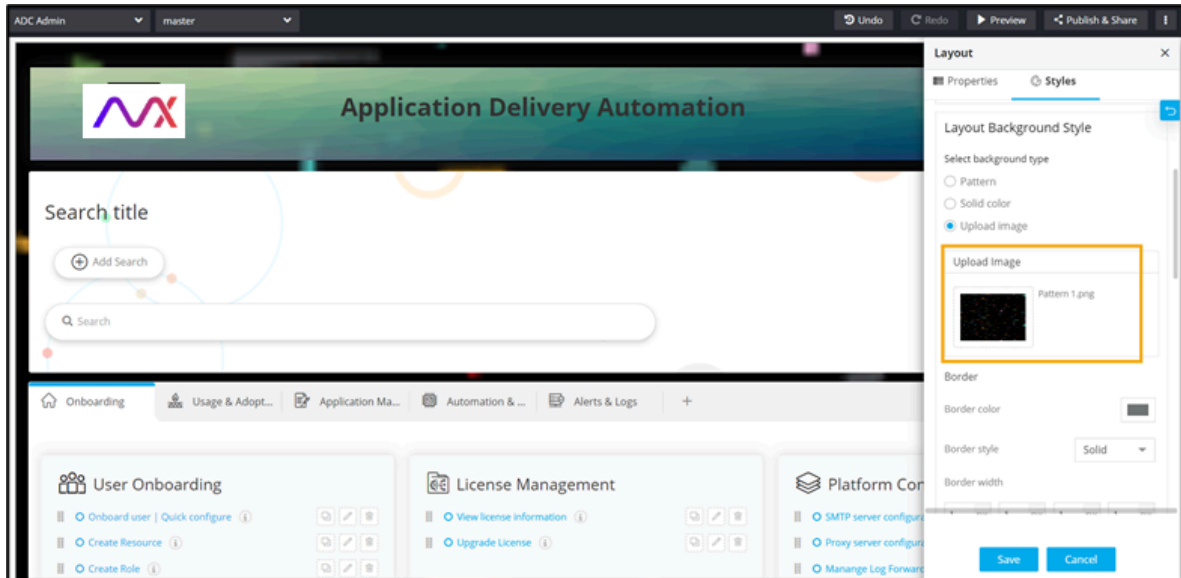 ADC Admin master Undo Redo Preview Publish & Share
Layout
Properties Styles
Application Delivery Automation
Layout Background Style
Select background type
Pattern
Solid color
Upload image
Search title
Add Search
Search
Upload Image
Pattern 1.png
Border
Border color
Border style Solid
Border width
Onboarding Usage & Adopt... Application Ma... Automation & ... Alerts & Logs +
User Onboarding
Onboard user | Quick configure
Create Resource
Create Role
License Management
View license information
Upgrade License
Platform Con
SMTP server configura
Proxy server configura
Manange Log Forward
Save Cancel